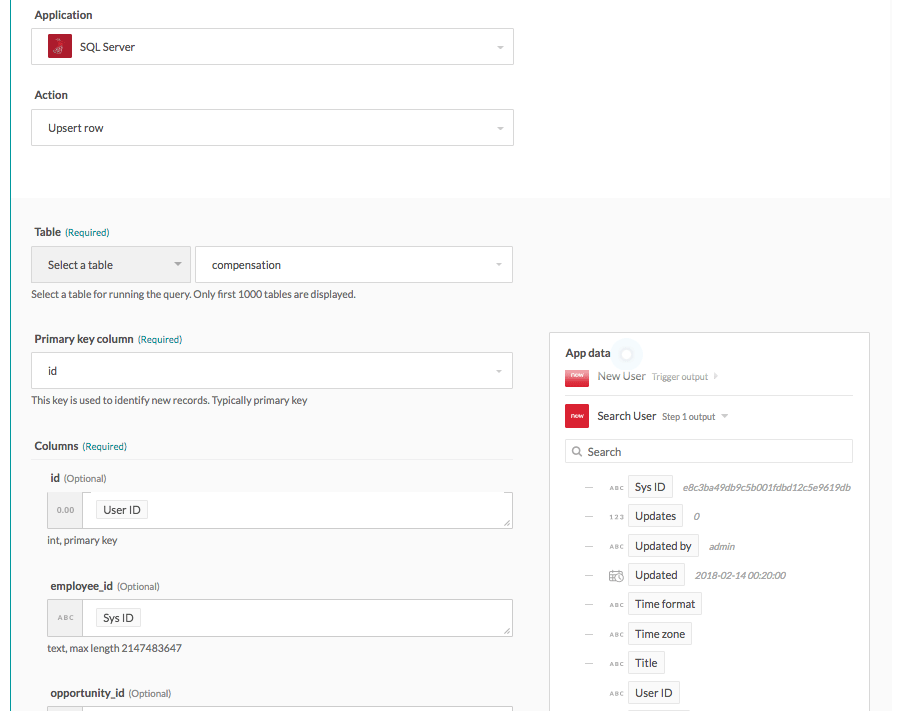 Application
SQL Server
Action
Upsert row
Table (Required)
Select a table
compensation
Select a table for running the query. Only first 1000 tables are displayed.
Primary key column (Required)
id
This key is used to identify new records. Typically primary key
Columns (Required)
id (Optional)
0.00
User ID
int, primary key
employee_id (Optional)
ABC
Sys ID
text, max length 2147483647
opportunity_id (Optional)
App data
now
New User Trigger output
now
Search User Step 1 output
Search
ABC Sys ID e8c3ba49db9c5b001fdbd12c5e9619db
123 Updates 0
ABC Updated by admin
Updated 2018-02-14 00:20:00
ABC Time format
ABC Time zone
ABC Title
ABC User ID